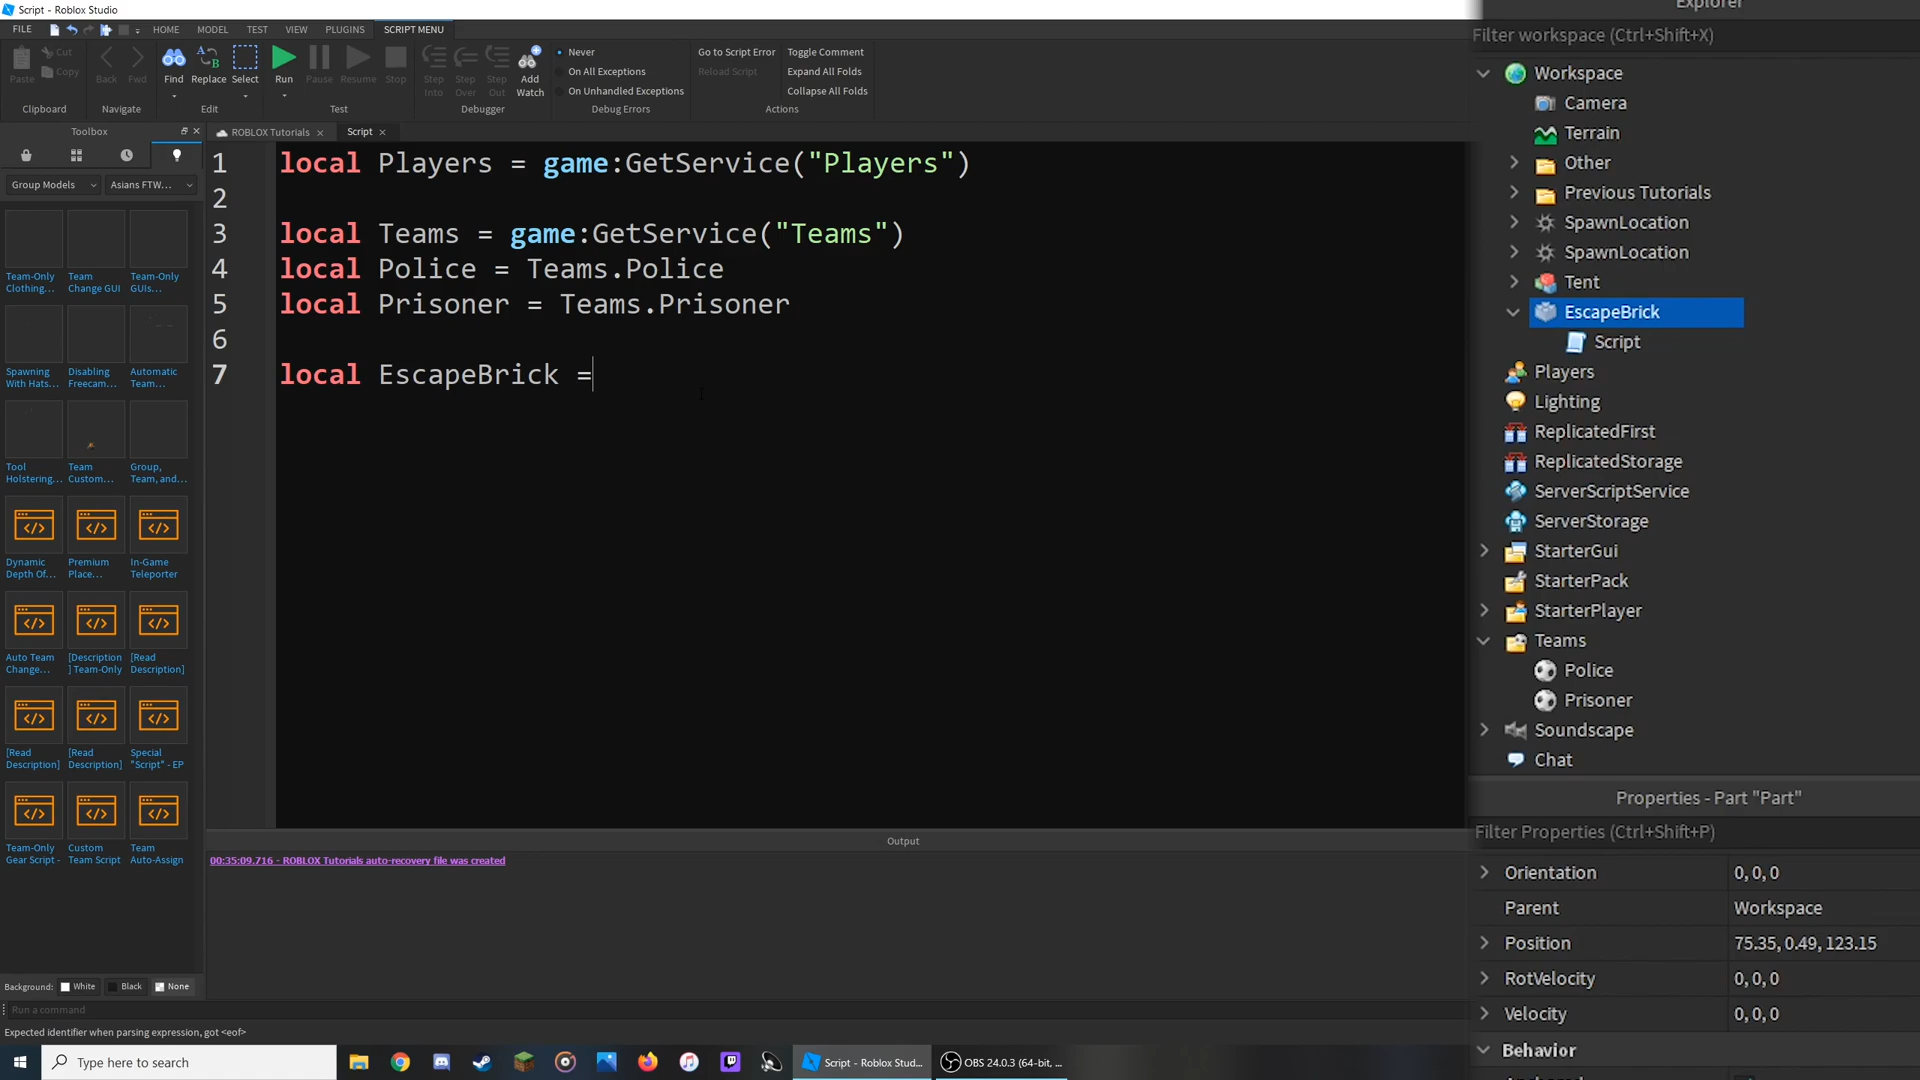 Script - Roblox Studio
FILE
HOME
MODEL
TEST
VIEW
PLUGINS
SCRIPT MENU
Paste
Cut
Copy
Clipboard
Back
Fwd
Navigate
Find
Replace
Select
Edit
Run
Pause
Resume
Stop
Test
Step Into
Step Over
Step Out
Add Watch
Debugger
Never
On All Exceptions
On Unhandled Exceptions
Debug Errors
Go to Script Error
Reload Script
Toggle Comment
Expand All Folds
Collapse All Folds
Actions
Toolbox
Group Models
Asians FTW...
Team-Only Clothing...
Team Change GUI
Team-Only GUIs...
Spawning With Hats...
Disabling Freecam...
Automatic Team...
Tool Holstering...
Team Custom...
Group, Team, and...
Dynamic Depth Of...
Premium Place...
In-Game Teleporter
Auto Team Change...
[Description] Team-Only
[Read Description]
[Read Description]
[Read Description]
Special "Script" - EP
Team-Only Gear Script -
Custom Team Script
Team Auto-Assign
Background:
White
Black
None
ROBLOX Tutorials
Script
1 local Players = game:GetService("Players")
2
3 local Teams = game:GetService("Teams")
4 local Police = Teams.Police
5 local Prisoner = Teams.Prisoner
6
7 local EscapeBrick =
Output
00:35:09.716 - ROBLOX Tutorials auto-recovery file was created
Run a command
Expected identifier when parsing expression, got <eof>
Explorer
Filter workspace (Ctrl+Shift+X)
Workspace
Camera
Terrain
Other
Previous Tutorials
SpawnLocation
SpawnLocation
Tent
EscapeBrick
Script
Players
Lighting
ReplicatedFirst
ReplicatedStorage
ServerScriptService
ServerStorage
StarterGui
StarterPack
StarterPlayer
Teams
Police
Prisoner
Soundscape
Chat
Properties - Part "Part"
Filter Properties (Ctrl+Shift+P)
Orientation 0, 0, 0
Parent Workspace
Position 75.35, 0.49, 123.15
RotVelocity 0, 0, 0
Velocity 0, 0, 0
Behavior
Type here to search
Script - Roblox Stud...
OBS 24.0.3 (64-bit, ...